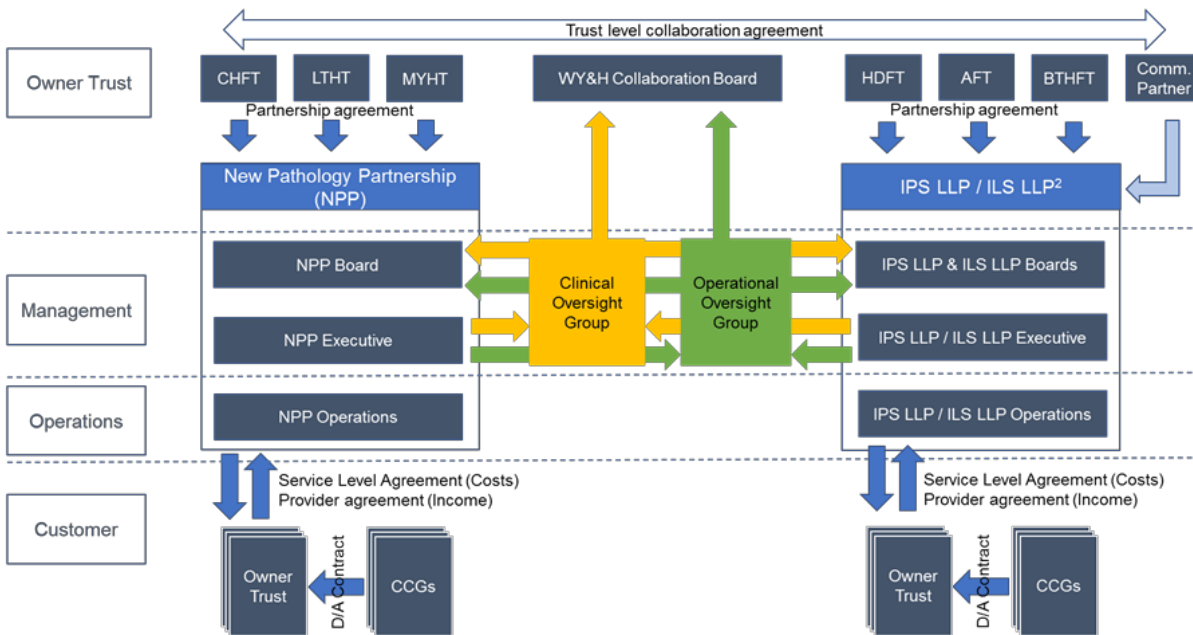 Trust level collaboration agreement
Owner Trust
CHFT
LTHT
MYHT
WY&H Collaboration Board
HDFT
AFT
BTHFT
Comm.
Partner
Partnership agreement
Partnership agreement
New Pathology Partnership
(NPP)
IPS LLP / ILS LLP²
Management
NPP Board
Clinical
Oversight
Group
Operational
Oversight
Group
IPS LLP & ILS LLP Boards
NPP Executive
IPS LLP / ILS LLP Executive
Operations
NPP Operations
IPS LLP / ILS LLP Operations
Service Level Agreement (Costs)
Provider agreement (Income)
Service Level Agreement (Costs)
Provider agreement (Income)
Customer
Owner
Trust
D/A Contract
CCGs
Owner
Trust
D/A Contract
CCGs